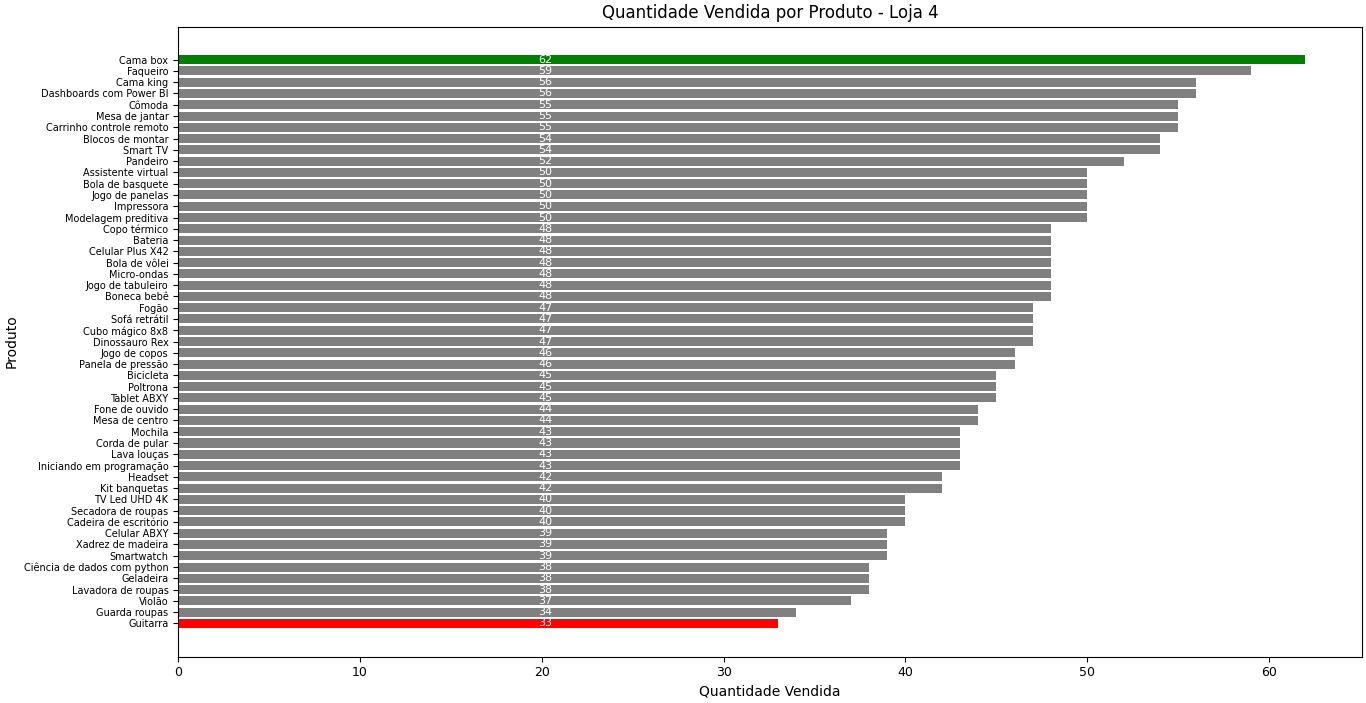 Quantidade Vendida por Produto - Loja 4
Cama box 62
Faqueiro 59
Cama king 56
Dashboards com Power BI 56
Cômoda 55
Mesa de jantar 55
Carrinho controle remoto 55
Blocos de montar 54
Smart TV 54
Pandeiro 52
Assistente virtual 50
Bola de basquete 50
Jogo de panelas 50
Impressora 50
Modelagem preditiva 50
Copo térmico 48
Bateria 48
Celular Plus X42 48
Bola de vôlei 48
Micro-ondas 48
Jogo de tabuleiro 48
Boneca bebê 48
Fogão 47
Sofá retrátil 47
Cubo mágico 8x8 47
Dinossauro Rex 47
Jogo de copos 46
Panela de pressão 46
Bicicleta 45
Poltrona 45
Tablet ABXY 45
Fone de ouvido 44
Mesa de centro 44
Mochila 43
Corda de pular 43
Lava louças 43
Iniciando em programação 43
Headset 42
Kit banquetas 42
TV Led UHD 4K 40
Secadora de roupas 40
Cadeira de escritório 40
Celular ABXY 39
Xadrez de madeira 39
Smartwatch 39
Ciência de dados com python 38
Geladeira 38
Lavadora de roupas 38
Violão 37
Guarda roupas 34
Guitarra 33
Produto
0 10 20 30 40 50 60
Quantidade Vendida